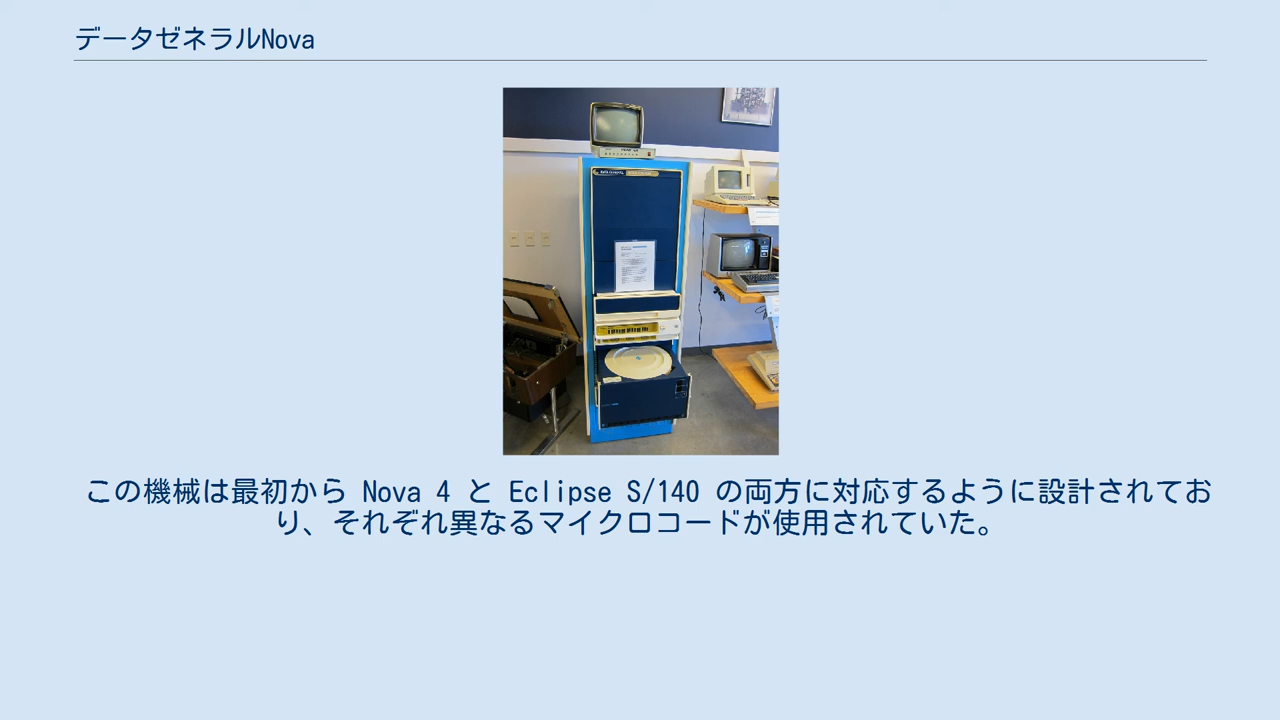 データゼネラルNova
この機械は最初から Nova 4 と Eclipse S/140 の両方に対応するように設計されてお
り、それぞれ異なるマイクロコードが使用されていた。